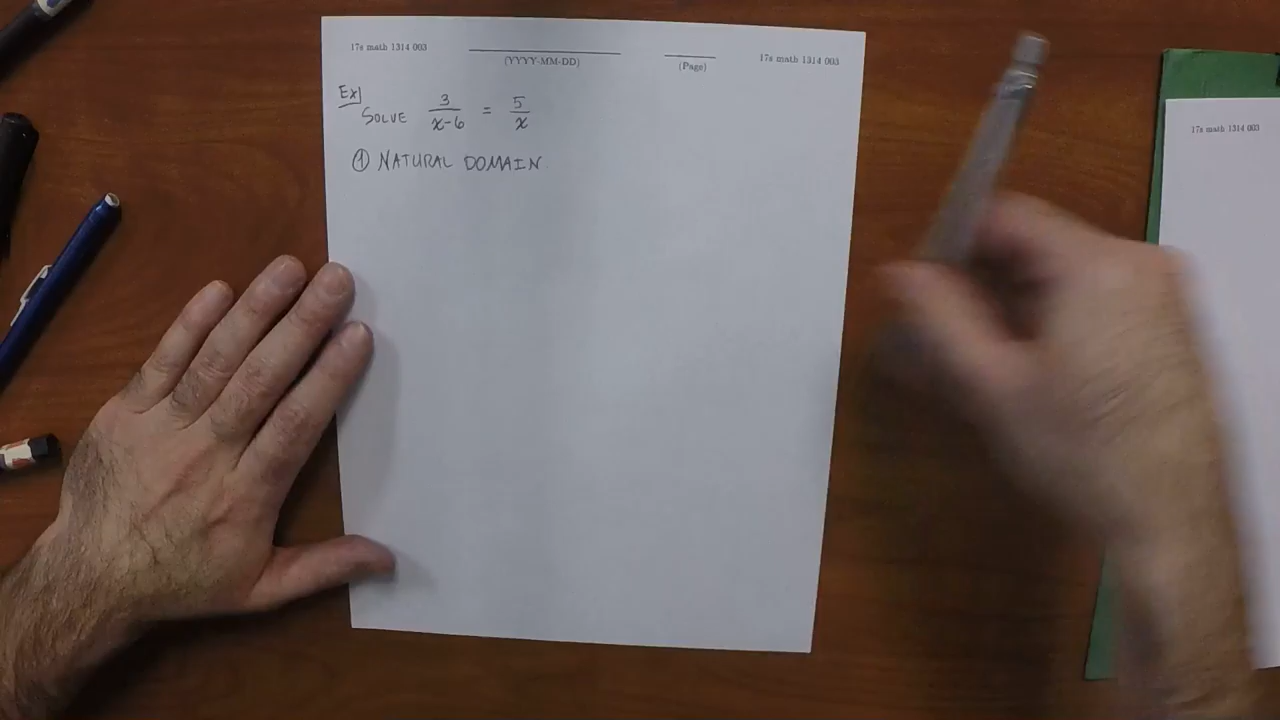 17s math 1314 003
(YYYY-MM-DD)
(Page)
17s math 1314 003
Ex|
SOLVE 3/(x-6) = 5/x
① NATURAL DOMAIN
17s math 1314 003